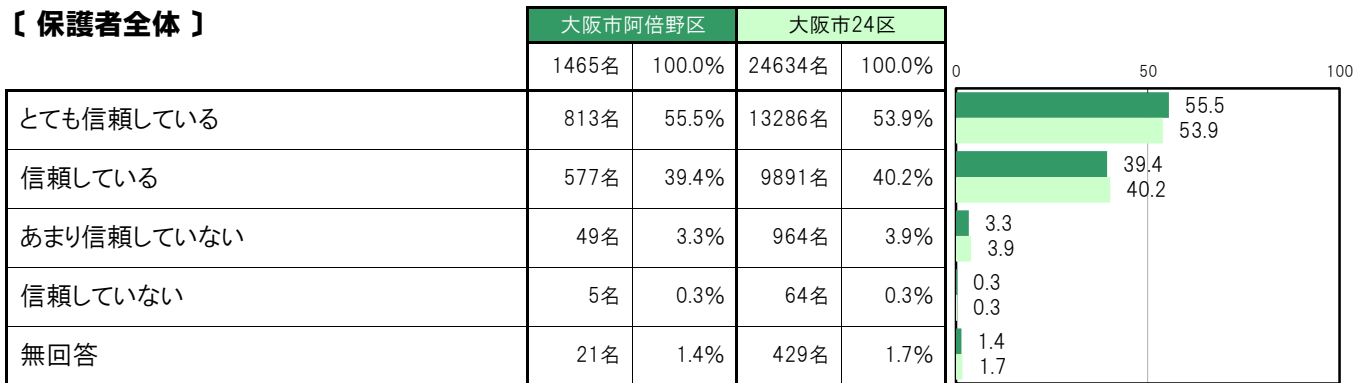 〔 保護者全体 〕
大阪市阿倍野区 大阪市24区
1465名 100.0% 24634名 100.0%
0 50 100
とても信頼している 813名 55.5% 13286名 53.9%
55.5
53.9
信頼している 577名 39.4% 9891名 40.2%
39.4
40.2
あまり信頼していない 49名 3.3% 964名 3.9%
3.3
3.9
信頼していない 5名 0.3% 64名 0.3%
0.3
0.3
無回答 21名 1.4% 429名 1.7%
1.4
1.7